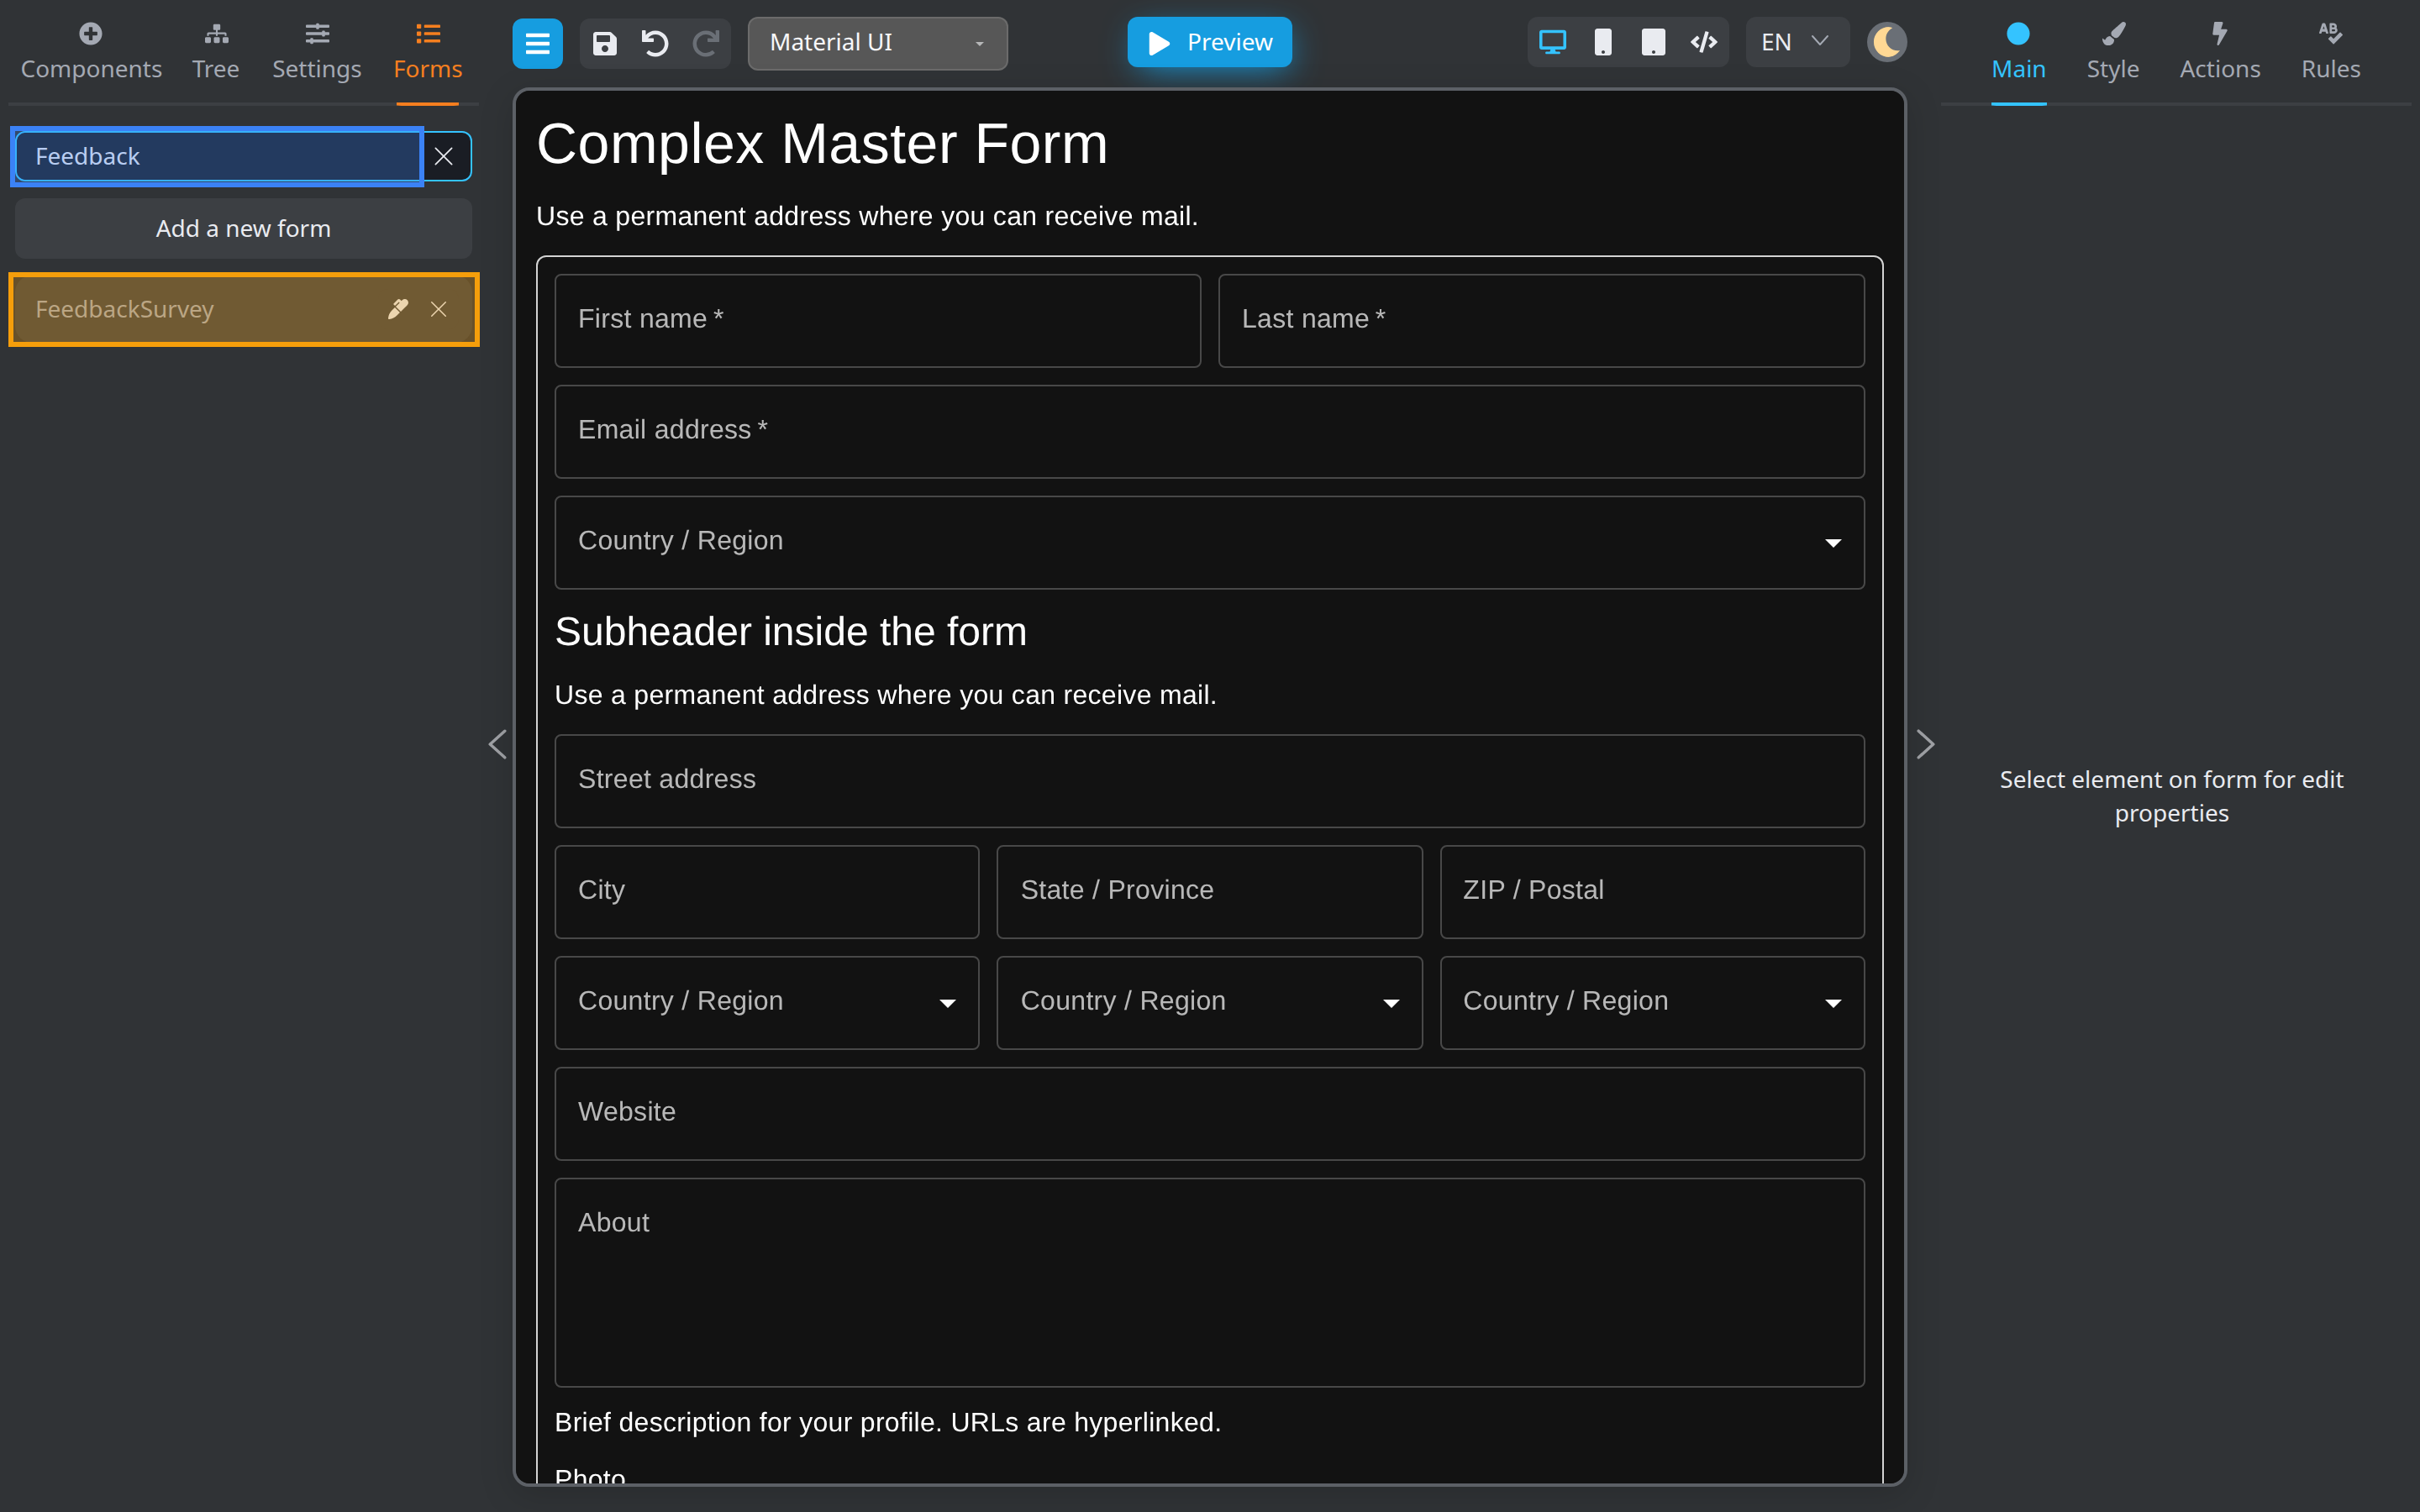 Components
Tree
Settings
Forms
Material UI
Preview
EN
Main
Style
Actions
Rules
Feedback
Add a new form
FeedbackSurvey
Complex Master Form
Use a permanent address where you can receive mail.
First name *
Last name *
Email address *
Country / Region
Subheader inside the form
Use a permanent address where you can receive mail.
Street address
City
State / Province
ZIP / Postal
Country / Region
Country / Region
Country / Region
Website
About
Brief description for your profile. URLs are hyperlinked.
Photo
Select element on form for edit
properties